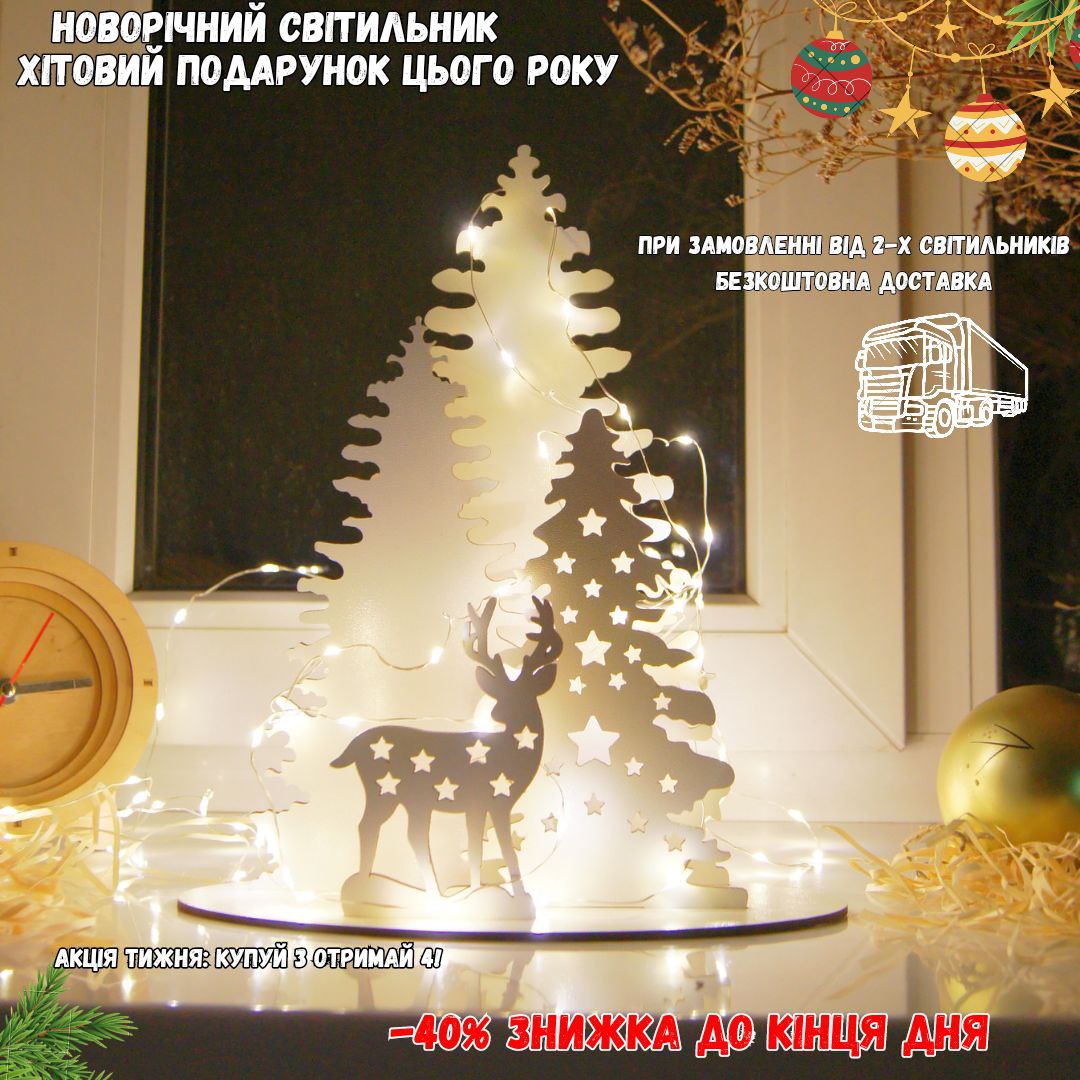 НОВОРІЧНИЙ СВІТИЛЬНИК
ХІТОВИЙ ПОДАРУНОК ЦЬОГО РОКУ
ПРИ ЗАМОВЛЕННІ ВІД 2-Х СВІТИЛЬНИКІВ
БЕЗКОШТОВНА ДОСТАВКА
АКЦІЯ ТИЖНЯ: КУПУЙ 3 ОТРИМАЙ 4!
-40% ЗНИЖКА ДО КІНЦЯ ДНЯ